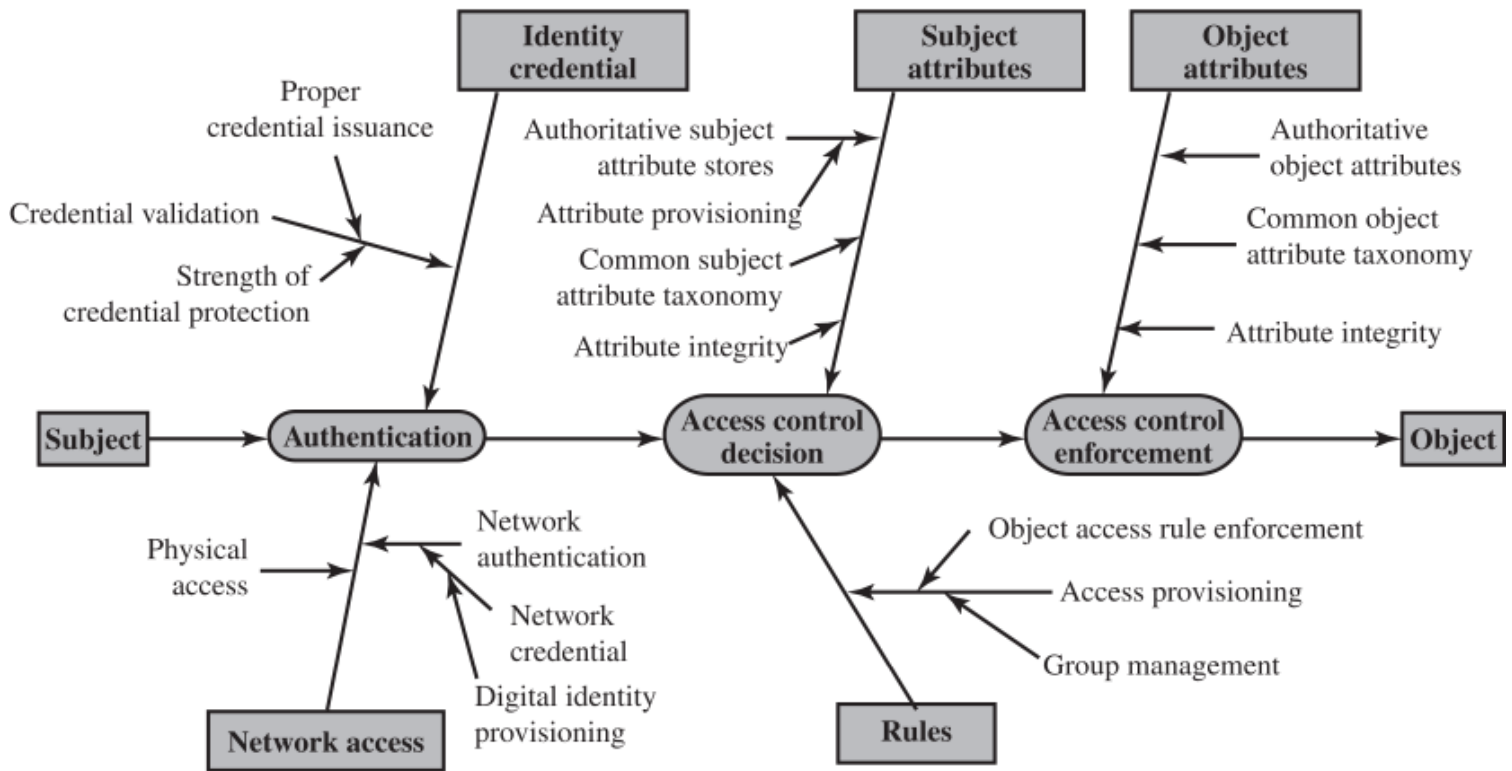 Identity
credential
Subject
attributes
Object
attributes
Proper
credential issuance
Credential validation
Strength of
credential protection
Authoritative subject
attribute stores
Attribute provisioning
Common subject
attribute taxonomy
Attribute integrity
Authoritative
object attributes
Common object
attribute taxonomy
Attribute integrity
Subject
Authentication
Access control
decision
Access control
enforcement
Object
Physical
access
Network
authentication
Network
credential
Digital identity
provisioning
Network access
Object access rule enforcement
Access provisioning
Group management
Rules